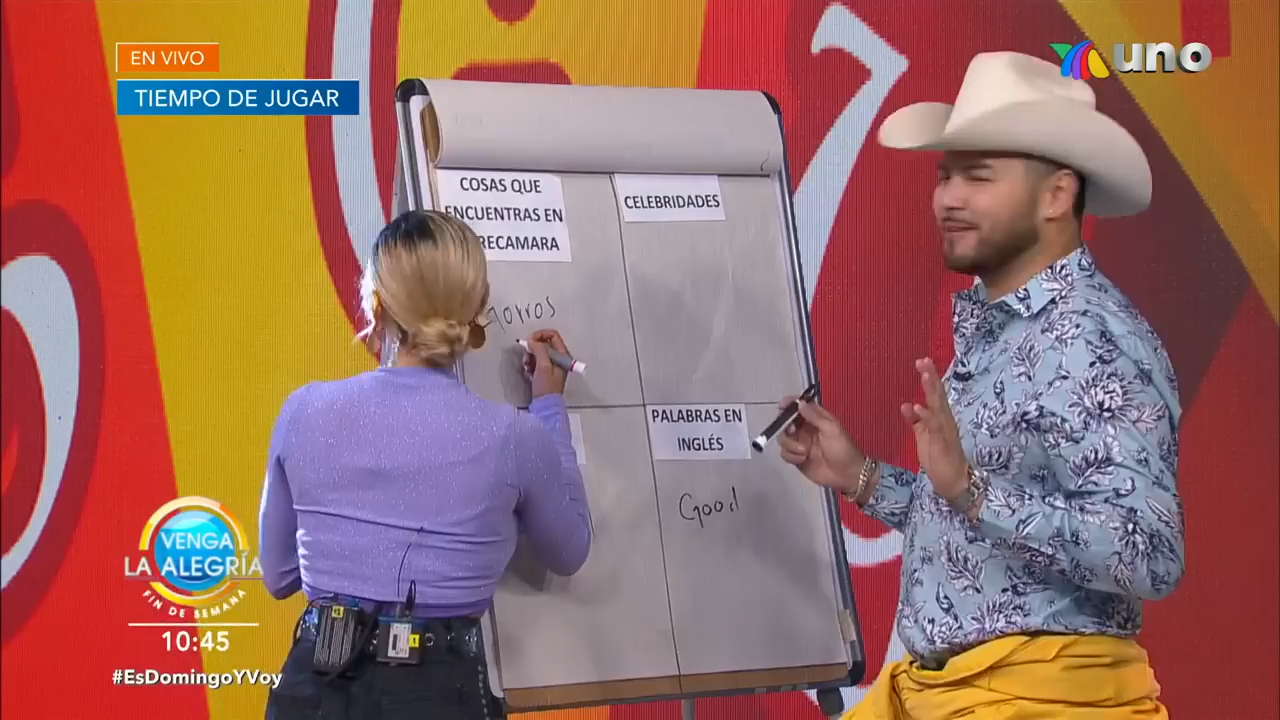 EN VIVO
TIEMPO DE JUGAR
uno
COSAS QUE
ENCUENTRAS EN
RECAMARA
CELEBRIDADES
gorros
PALABRAS EN
INGLÉS
Good
VENGA
LA ALEGRÍA
FIN DE SEMANA
10:45
#EsDomingoYVoy